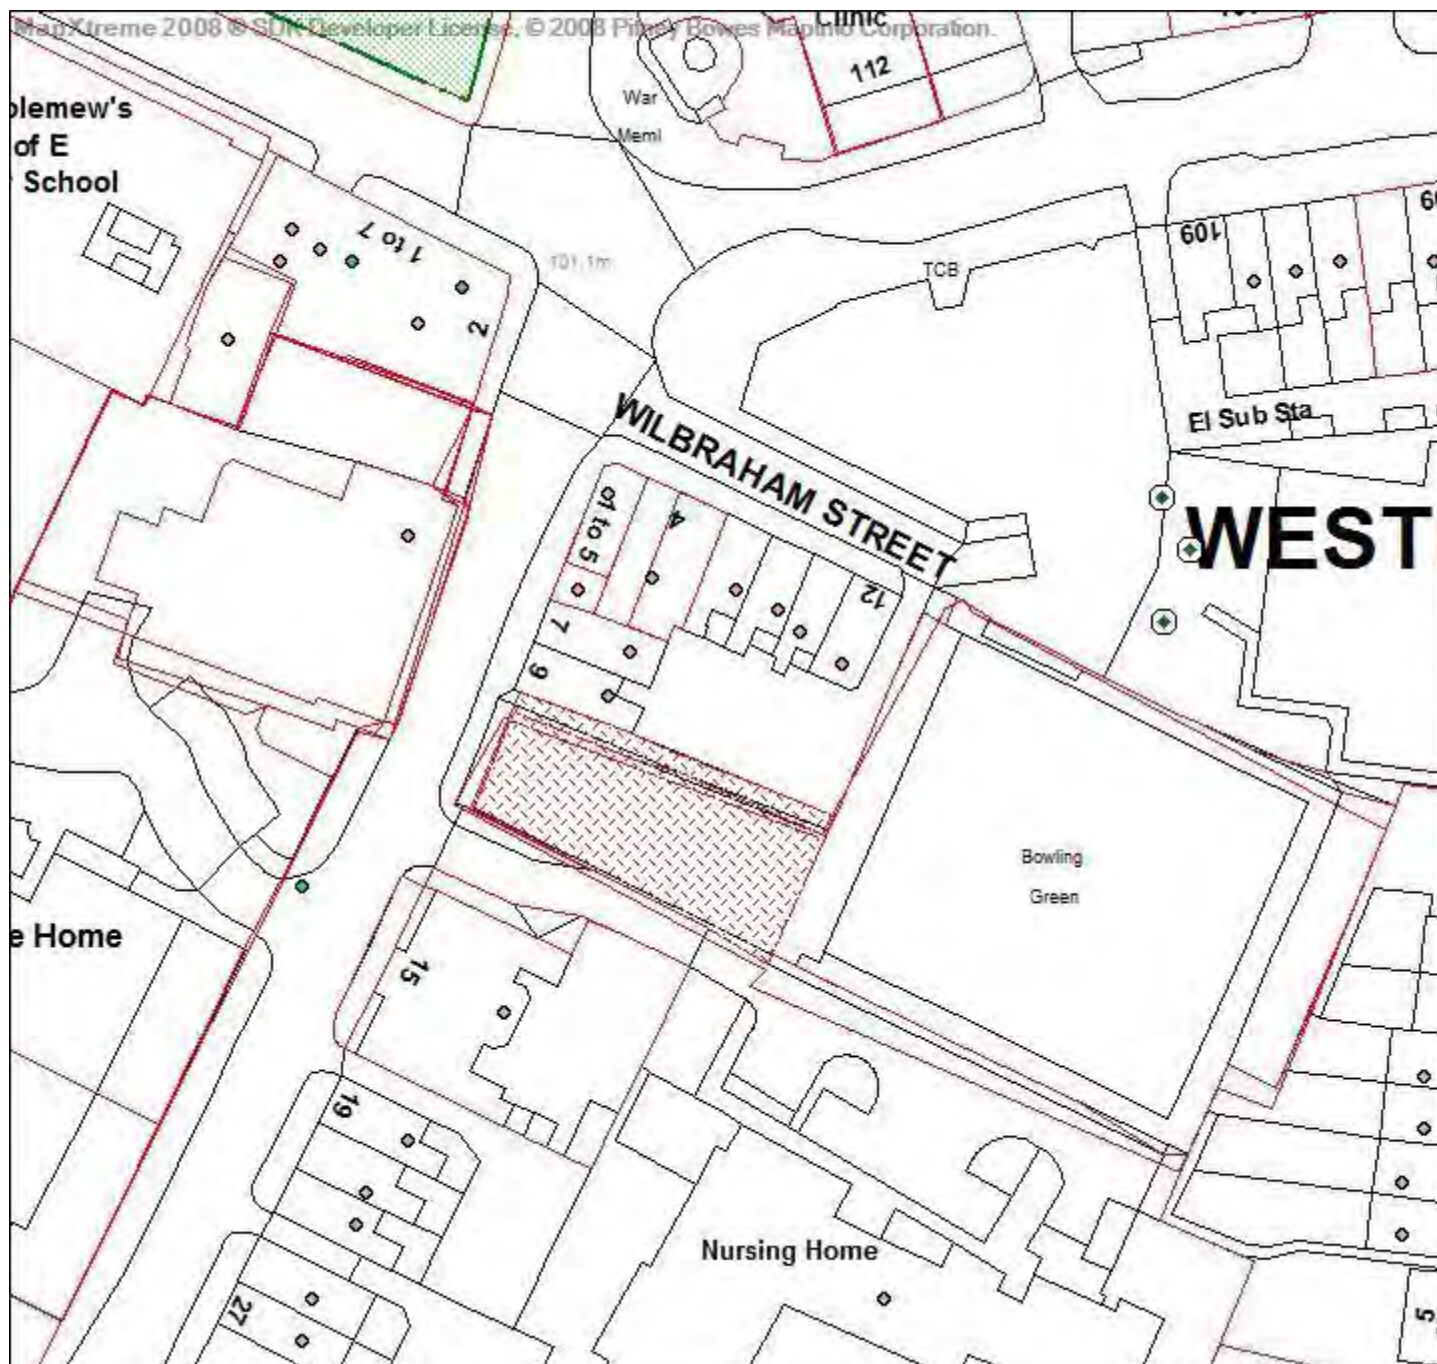 MapXtreme 2008 ® SDK Developer License. © 2008 Pitney Bowes MapInfo Corporation.
Clinic
112
War
Meml
olemew's
of E
School
1 to 7
2
101.1m
TCB
109
El Sub Sta
WILBRAHAM STREET
WEST
1 to 5
4
12
7
9
Bowling
Green
e Home
15
19
Nursing Home
27
5